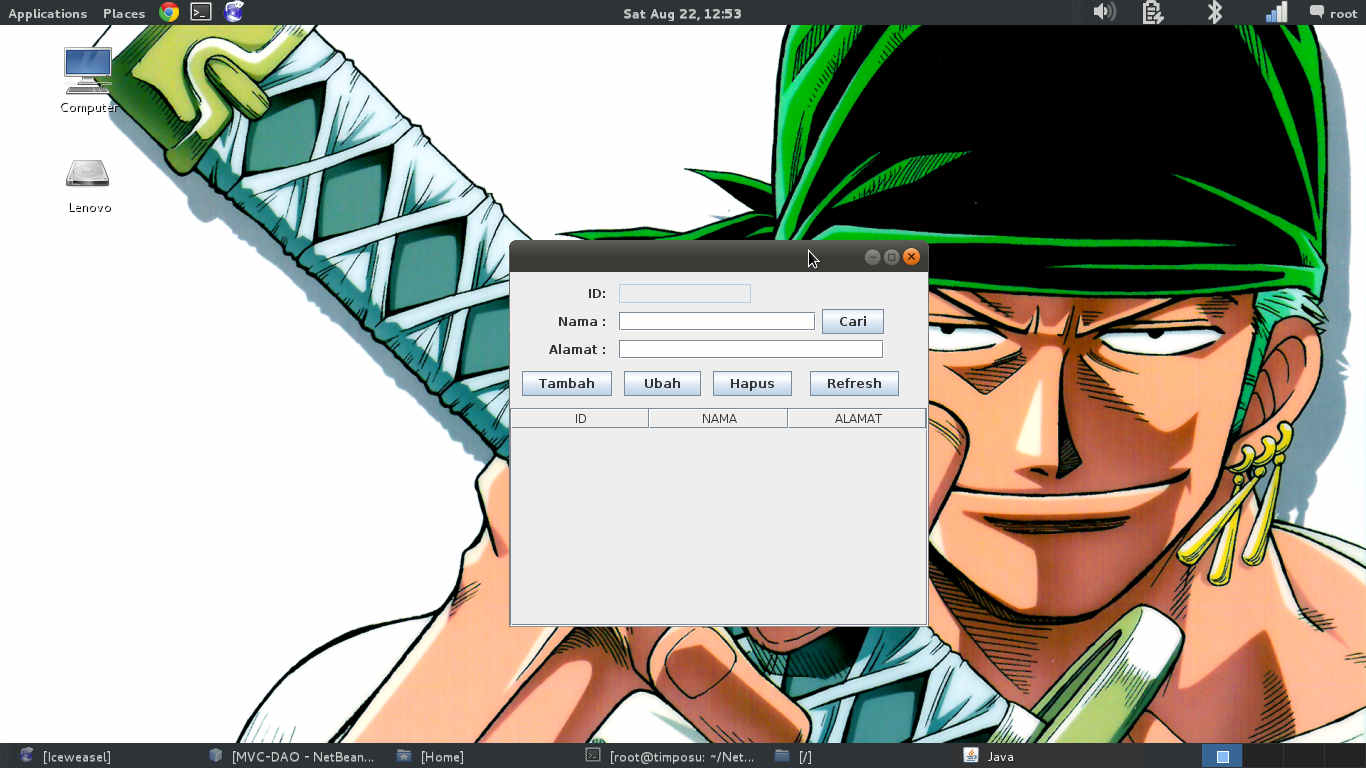 Applications Places Sat Aug 22, 12:53 root
Computer
Lenovo
ID:
Nama : Cari
Alamat :
Tambah Ubah Hapus Refresh
ID NAMA ALAMAT
[Iceweasel] [MVC-DAO - NetBean... [Home] [root@timposu: ~/Net... [/] Java